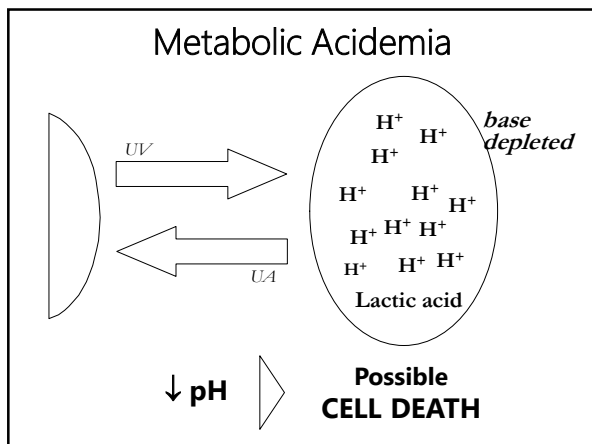 Metabolic Acidemia
UV
UA
H⁺
H⁺
H⁺
H⁺ H⁺ H⁺
H⁺ H⁺ H⁺
H⁺ H⁺ H⁺
Lactic acid
base
depleted
↓ pH
Possible
CELL DEATH